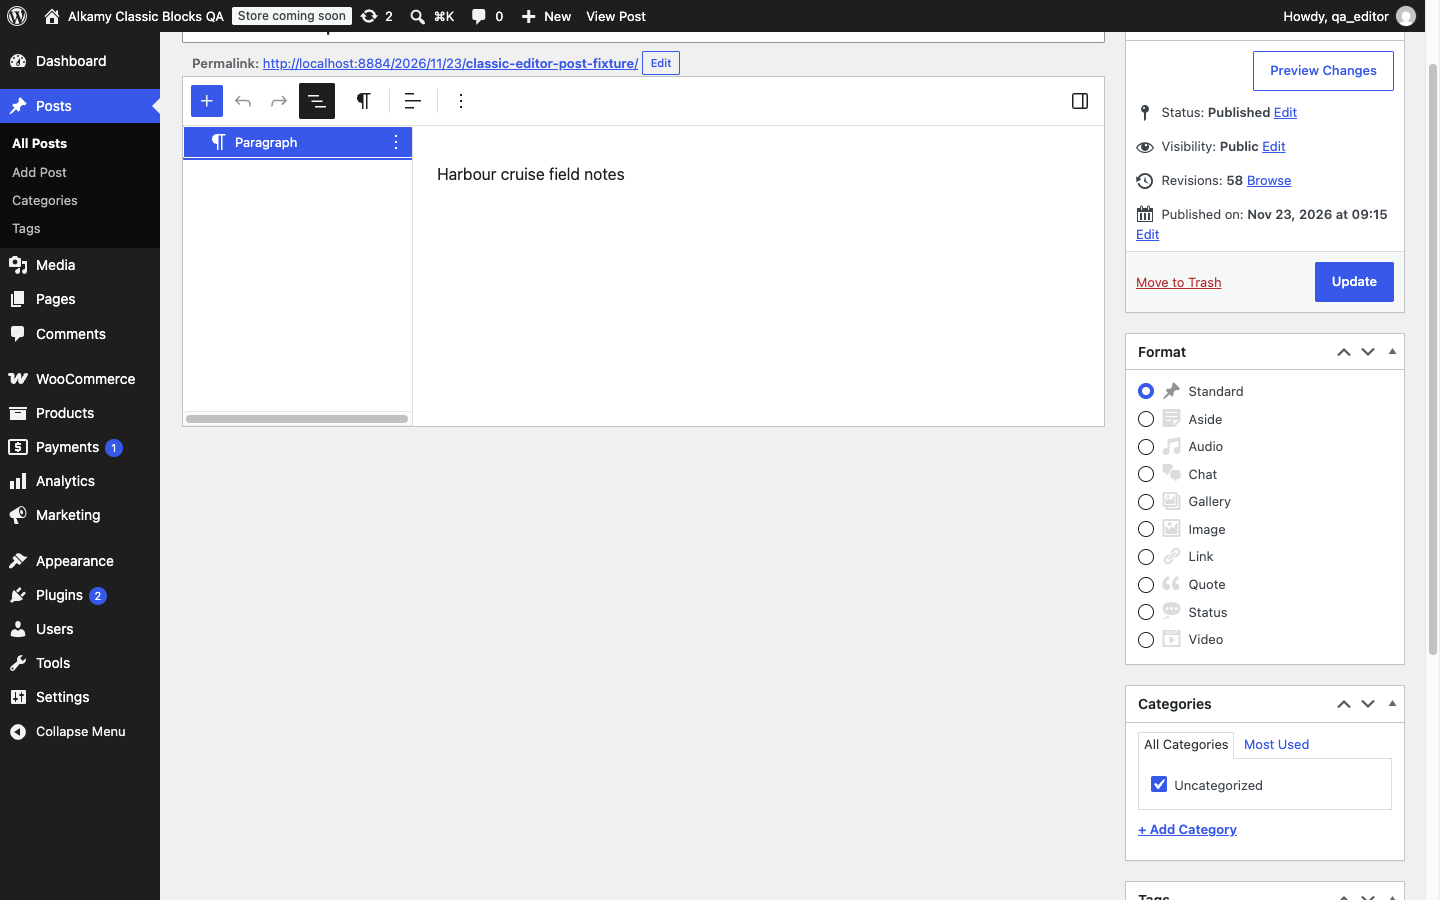 Alkamy Classic Blocks QA
Store coming soon
2
⌘K
0
New
View Post
Howdy, qa_editor
Dashboard
Posts
All Posts
Add Post
Categories
Tags
Media
Pages
Comments
WooCommerce
Products
Payments 1
Analytics
Marketing
Appearance
Plugins 2
Users
Tools
Settings
Collapse Menu
Permalink: http://localhost:8884/2026/11/23/classic-editor-post-fixture/ Edit
Paragraph
Harbour cruise field notes
Preview Changes
Status: Published Edit
Visibility: Public Edit
Revisions: 58 Browse
Published on: Nov 23, 2026 at 09:15
Edit
Move to Trash
Update
Format
Standard
Aside
Audio
Chat
Gallery
Image
Link
Quote
Status
Video
Categories
All Categories
Most Used
Uncategorized
+ Add Category
Tags